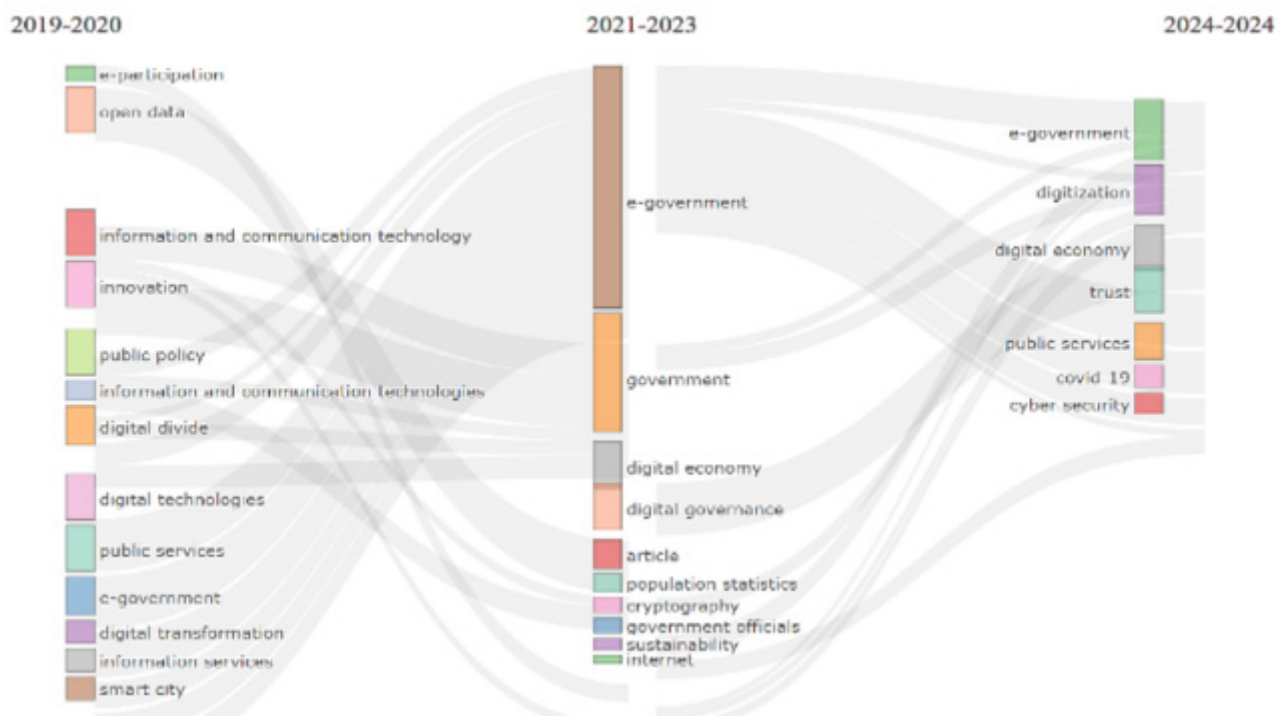 2019-2020
2021-2023
2024-2024
e-participation
open data
information and communication technology
innovation
public policy
information and communication technologies
digital divide
digital technologies
public services
e-government
digital transformation
information services
smart city
e-government
government
digital economy
digital governance
article
population statistics
cryptography
government officials
sustainability
internet
e-government
digitization
digital economy
trust
public services
covid 19
cyber security